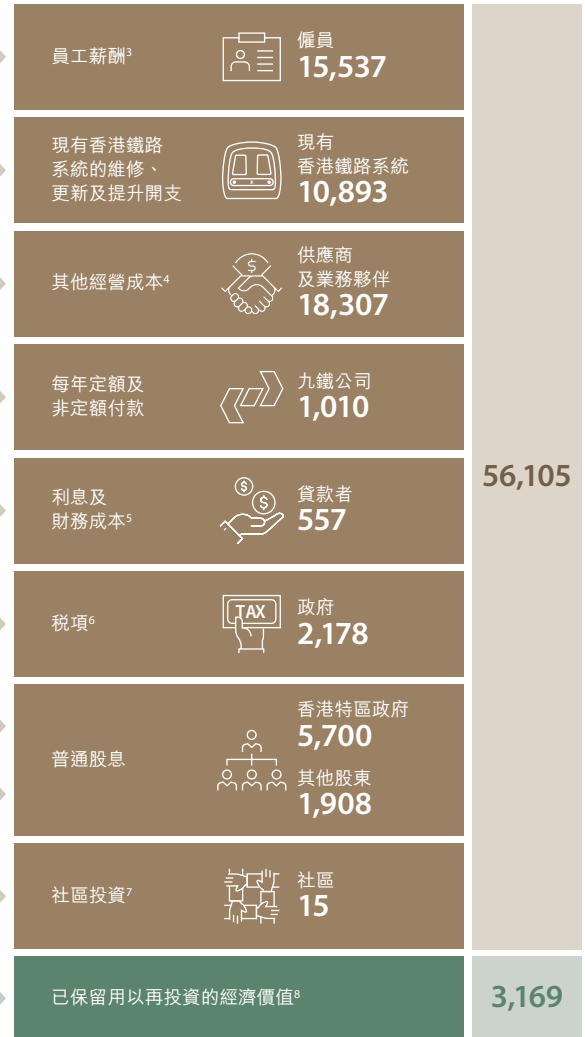 員工薪酬³
僱員
15,537
現有香港鐵路
系統的維修、
更新及提升開支
現有
香港鐵路系統
10,893
其他經營成本⁴
供應商
及業務夥伴
18,307
每年定額及
非定額付款
九鐵公司
1,010
利息及
財務成本⁵
貸款者
557
税項⁶
TAX
政府
2,178
普通股息
香港特區政府
5,700
其他股東
1,908
社區投資⁷
社區
15
56,105
已保留用以再投資的經濟價值⁸
3,169